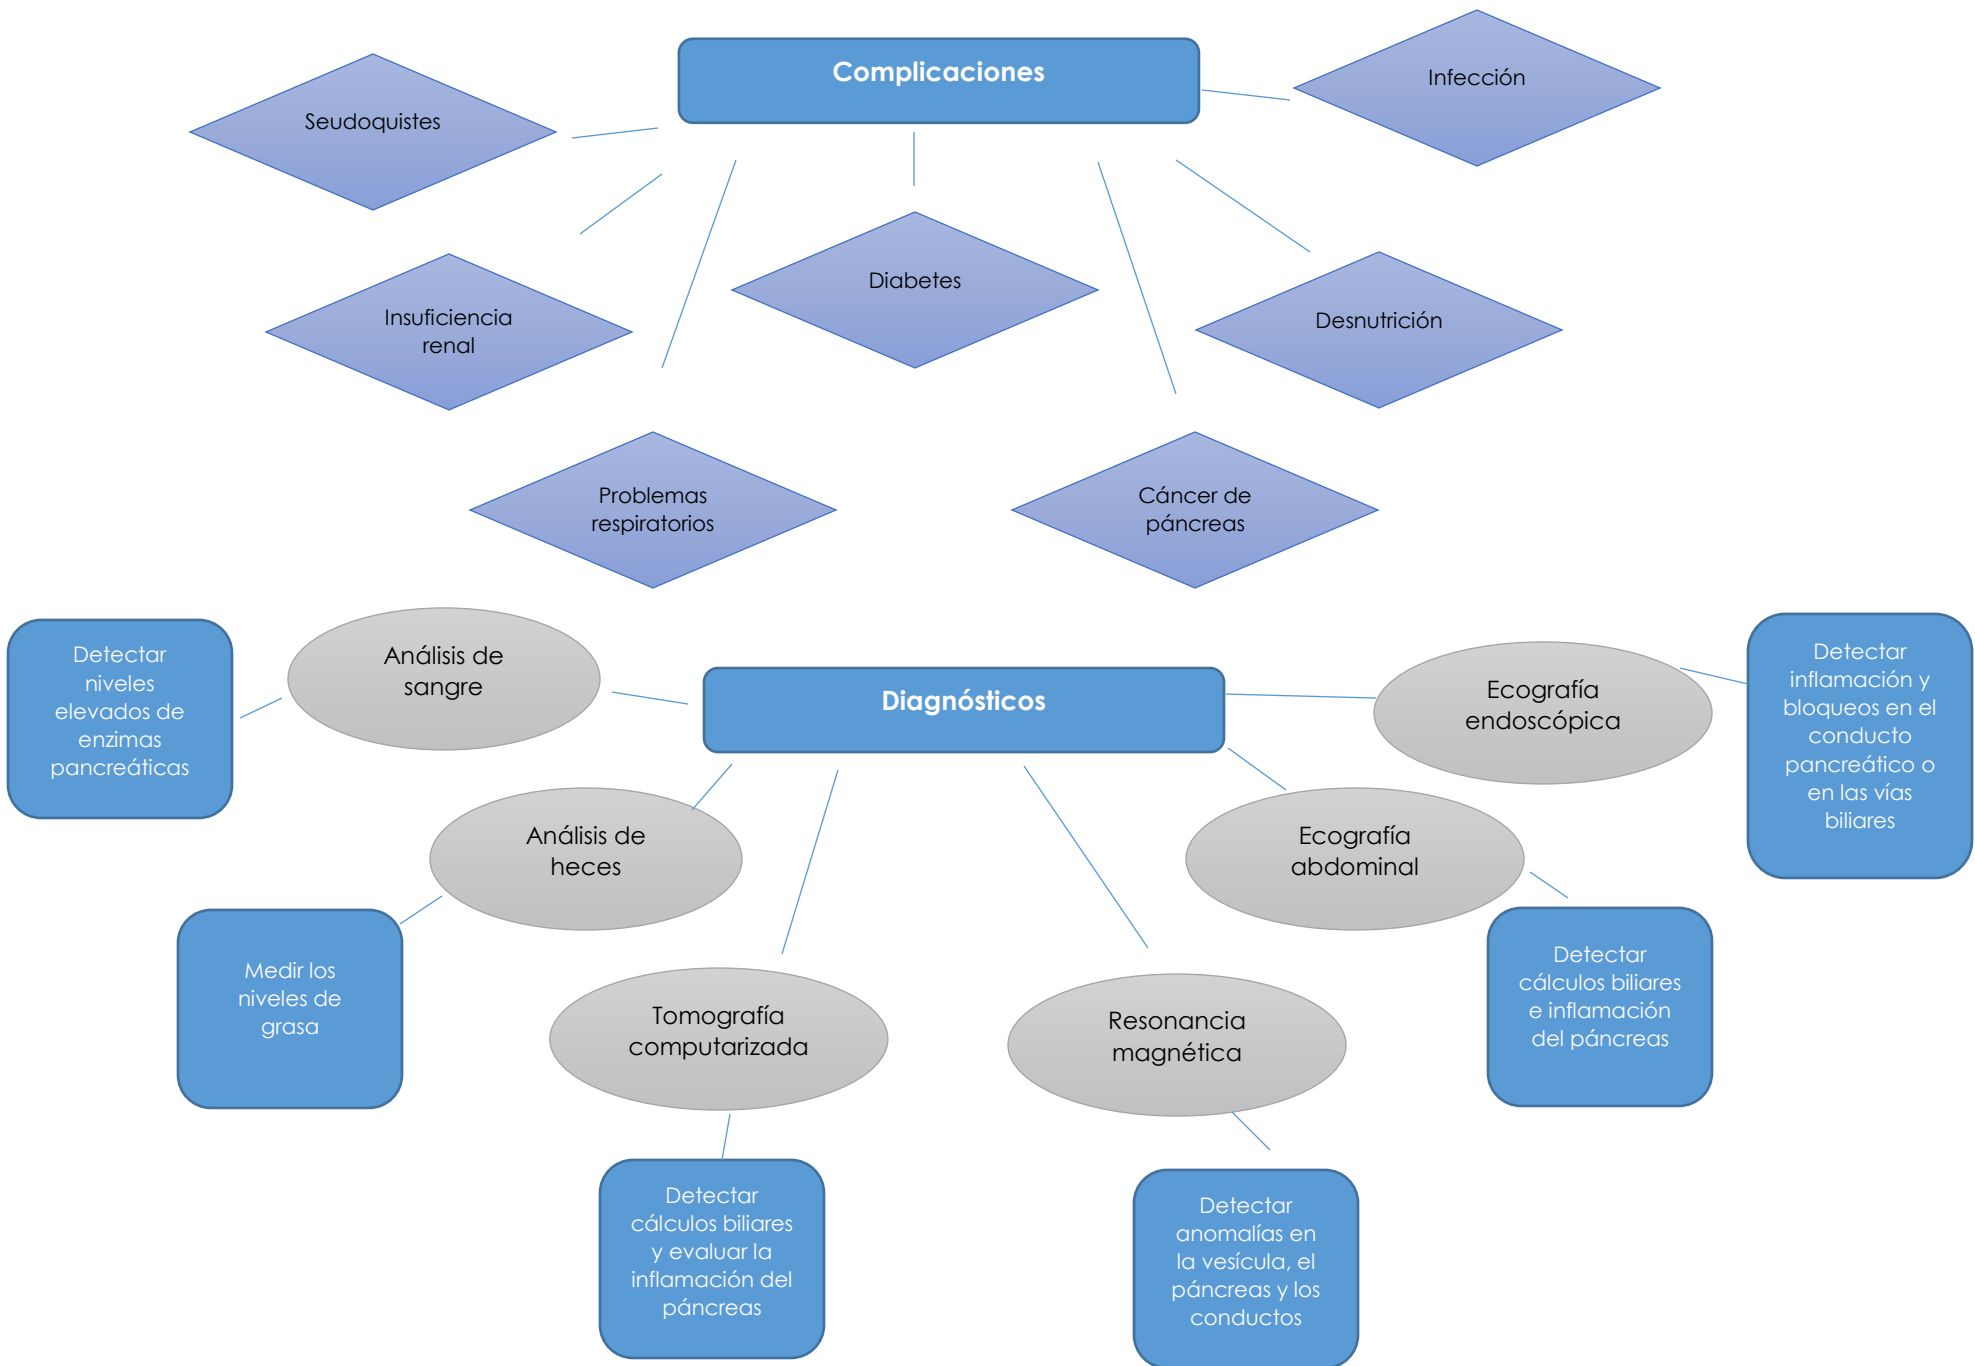 Complicaciones
Infección
Seudoquistes
Insuficiencia
renal
Diabetes
Desnutrición
Problemas
respiratorios
Cáncer de
páncreas
Diagnósticos
Análisis de
sangre
Detectar
niveles
elevados de
enzimas
pancreáticas
Análisis de
heces
Medir los
niveles de
grasa
Tomografía
computarizada
Detectar
cálculos biliares
y evaluar la
inflamación del
páncreas
Resonancia
magnética
Detectar
anomalías en
la vesícula, el
páncreas y los
conductos
Ecografía
abdominal
Detectar
cálculos biliares
e inflamación
del páncreas
Ecografía
endoscópica
Detectar
inflamación y
bloqueos en el
conducto
pancreático o
en las vías
biliares